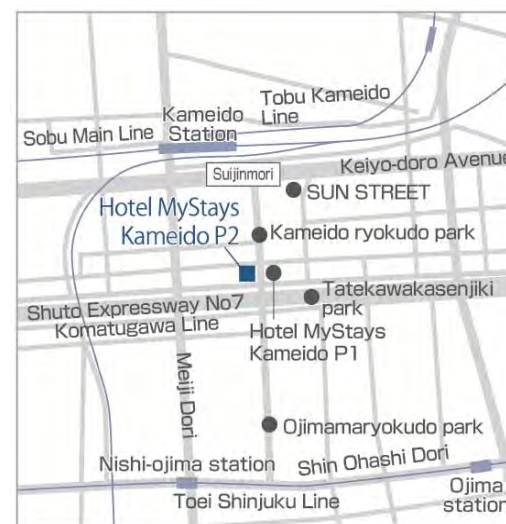 Tobu Kameido
Line
Kameido
Station
Sobu Main Line
Keiyo-doro Avenue
Suijinmori
SUN STREET
Hotel MyStays
Kameido P2
Kameido ryokudo park
Shuto Expressway No7
Komatugawa Line
Tatekawakasenjiki
park
Hotel MyStays
Kameido P1
Meiji Dori
Ojimamaryokudo park
Nishi-ojima station
Shin Ohashi Dori
Toei Shinjuku Line
Ojima
station